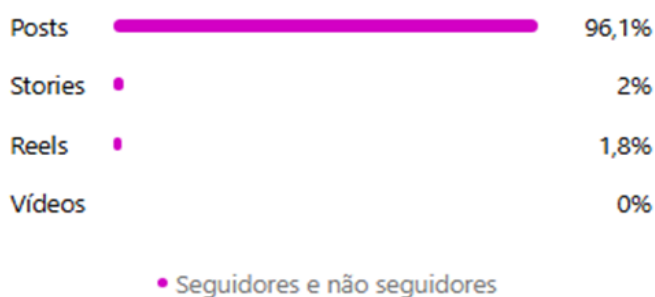 Posts 96,1%
Stories 2%
Reels 1,8%
Vídeos 0%
Seguidores e não seguidores